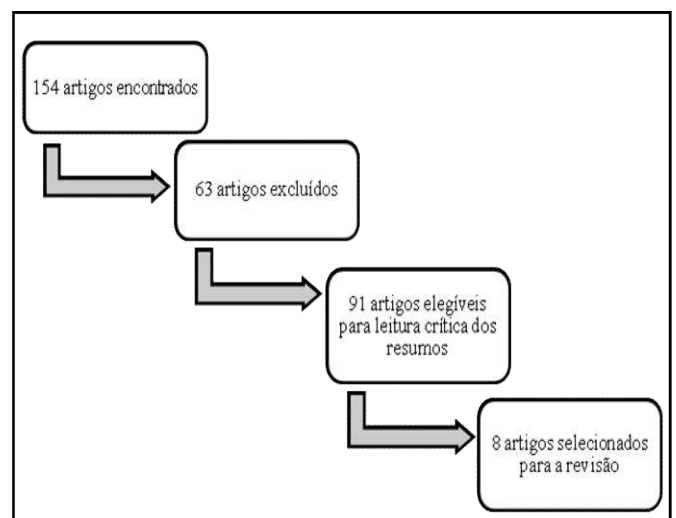 154 artigos encontrados
63 artigos excluídos
91 artigos elegíveis
para leitura crítica dos
resumos
8 artigos selecionados
para a revisão